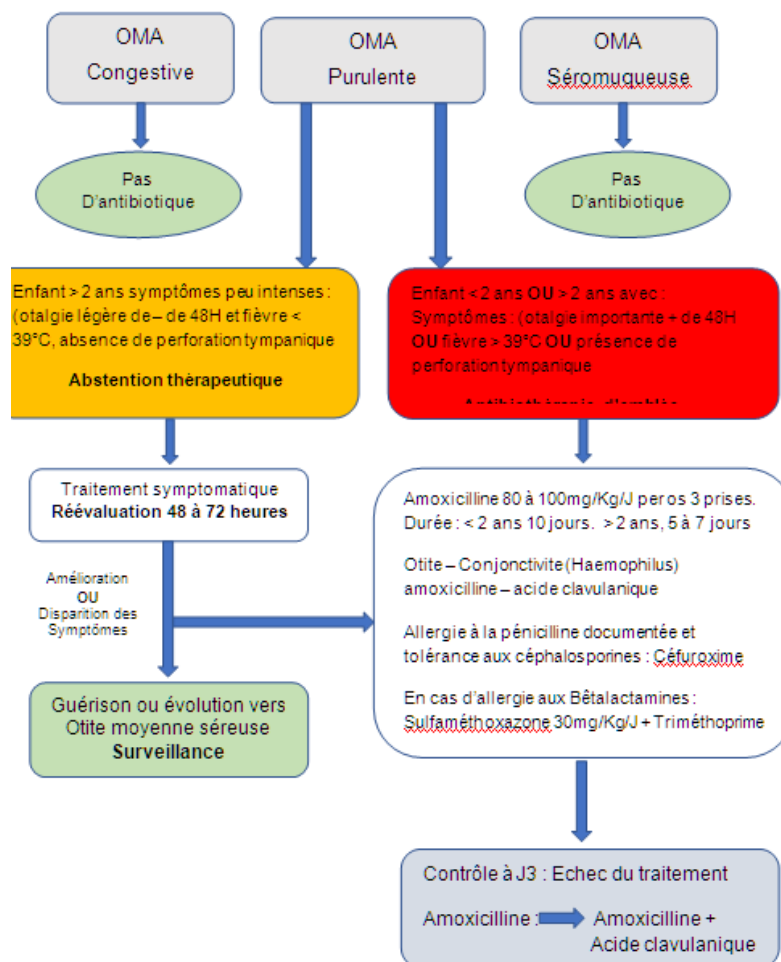 OMA
Congestive
OMA
Purulente
OMA
Séromuqueuse
Pas
D'antibiotique
Pas
D'antibiotique
Enfant > 2 ans symptômes peu intenses :
(otalgie légère de – de 48H et fièvre <
39°C, absence de perforation tympanique
Abstention thérapeutique
Enfant < 2 ans OU > 2 ans avec :
Symptômes : (otalgie importante + de 48H
OU fièvre > 39°C OU présence de
perforation tympanique
Antibiothérapie d'emblée
Traitement symptomatique
Réévaluation 48 à 72 heures
Amélioration
OU
Disparition des
Symptômes
Guérison ou évolution vers
Otite moyenne séreuse
Surveillance
Amoxicilline 80 à 100mg/Kg/J per os 3 prises.
Durée : < 2 ans 10 jours. > 2 ans, 5 à 7 jours
Otite – Conjonctivite (Haemophilus)
amoxicilline – acide clavulanique
Allergie à la pénicilline documentée et
tolérance aux céphalosporines : Céfuroxime
En cas d'allergie aux Bêtalactamines :
Sulfaméthoxazone 30mg/Kg/J + Triméthoprime
Contrôle à J3 : Echec du traitement
Amoxicilline : Amoxicilline +
Acide clavulanique